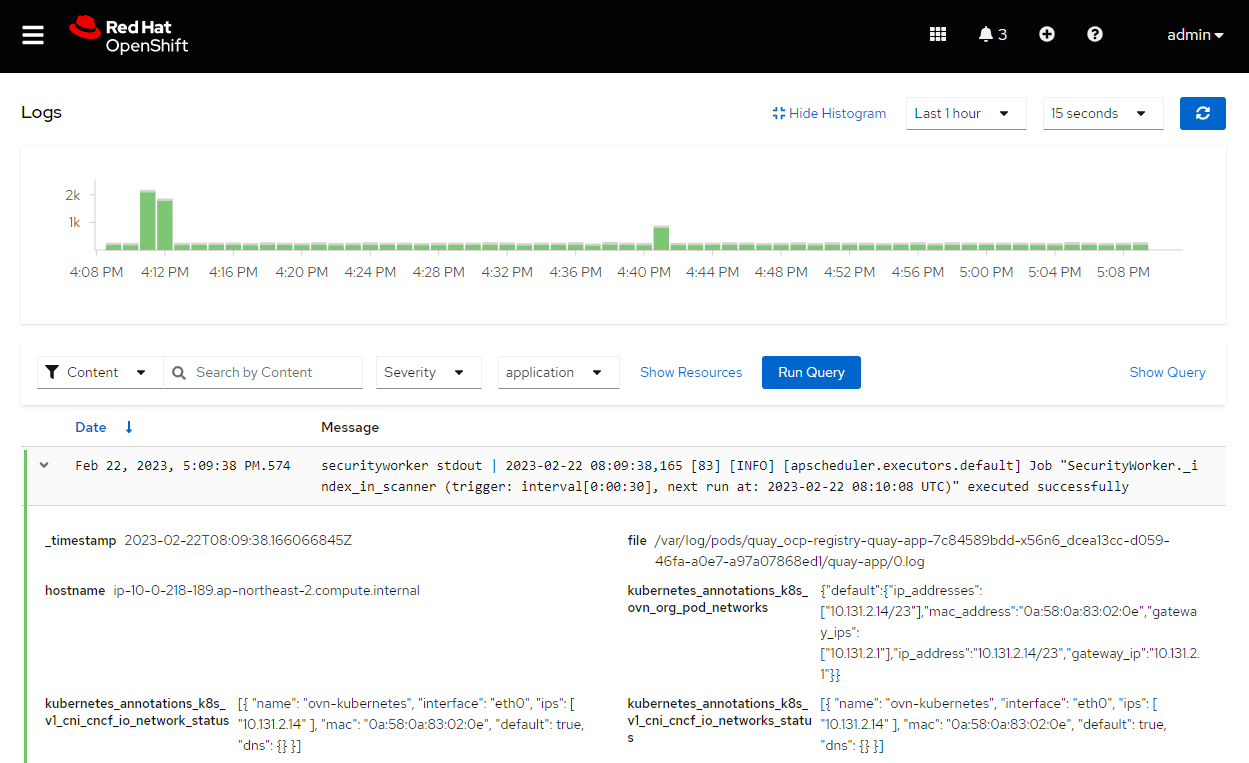 Red Hat
OpenShift
3
admin
Logs
Hide Histogram
Last 1 hour
15 seconds
2k
1k
4:08 PM 4:12 PM 4:16 PM 4:20 PM 4:24 PM 4:28 PM 4:32 PM 4:36 PM 4:40 PM 4:44 PM 4:48 PM 4:52 PM 4:56 PM 5:00 PM 5:04 PM 5:08 PM
Content
Search by Content
Severity
application
Show Resources
Run Query
Show Query
Date
Message
Feb 22, 2023, 5:09:38 PM.574
securityworker stdout | 2023-02-22 08:09:38,165 [83] [INFO] [apscheduler.executors.default] Job "SecurityWorker._i
ndex_in_scanner (trigger: interval[0:00:30], next run at: 2023-02-22 08:10:08 UTC)" executed successfully
_timestamp 2023-02-22T08:09:38.166066845Z
file /var/log/pods/quay_ocp-registry-quay-app-7c84589bdd-x56n6_dcea13cc-d059-
46fa-a0e7-a97a07868ed1/quay-app/0.log
hostname ip-10-0-218-189.ap-northeast-2.compute.internal
kubernetes_annotations_k8s_
ovn_org_pod_networks
{"default":{"ip_addresses":
["10.131.2.14/23"],"mac_address":"0a:58:0a:83:02:0e","gatewa
y_ips":
["10.131.2.1"],"ip_address":"10.131.2.14/23","gateway_ip":"10.131.2.
1"}}
kubernetes_annotations_k8s_
v1_cni_cncf_io_network_status
[{ "name": "ovn-kubernetes", "interface": "eth0", "ips": [
"10.131.2.14" ], "mac": "0a:58:0a:83:02:0e", "default": true,
"dns": {} }]
kubernetes_annotations_k8s_
v1_cni_cncf_io_networks_statu
s
[{ "name": "ovn-kubernetes", "interface": "eth0", "ips": [
"10.131.2.14" ], "mac": "0a:58:0a:83:02:0e", "default": true,
"dns": {} }]